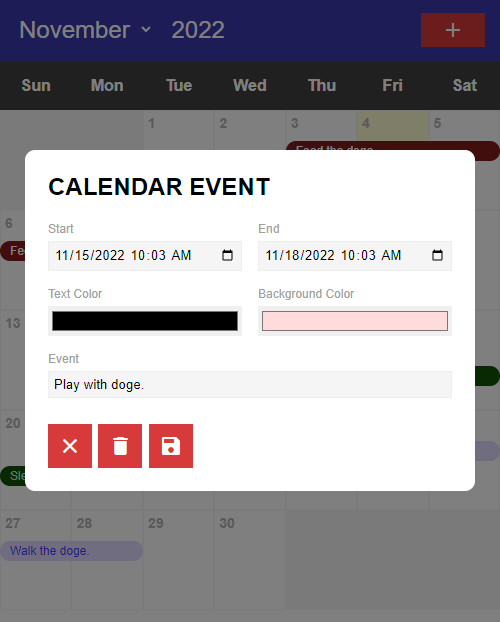 November 2022 +
Sun Mon Tue Wed Thu Fri Sat
1 2 3 4 5
Feed the doge.
CALENDAR EVENT
6
Start End
Fe
11/15/2022 10:03 AM 11/18/2022 10:03 AM
Text Color Background Color
13
Event
Play with doge.
20
Sle
27 28 29 30
Walk the doge.